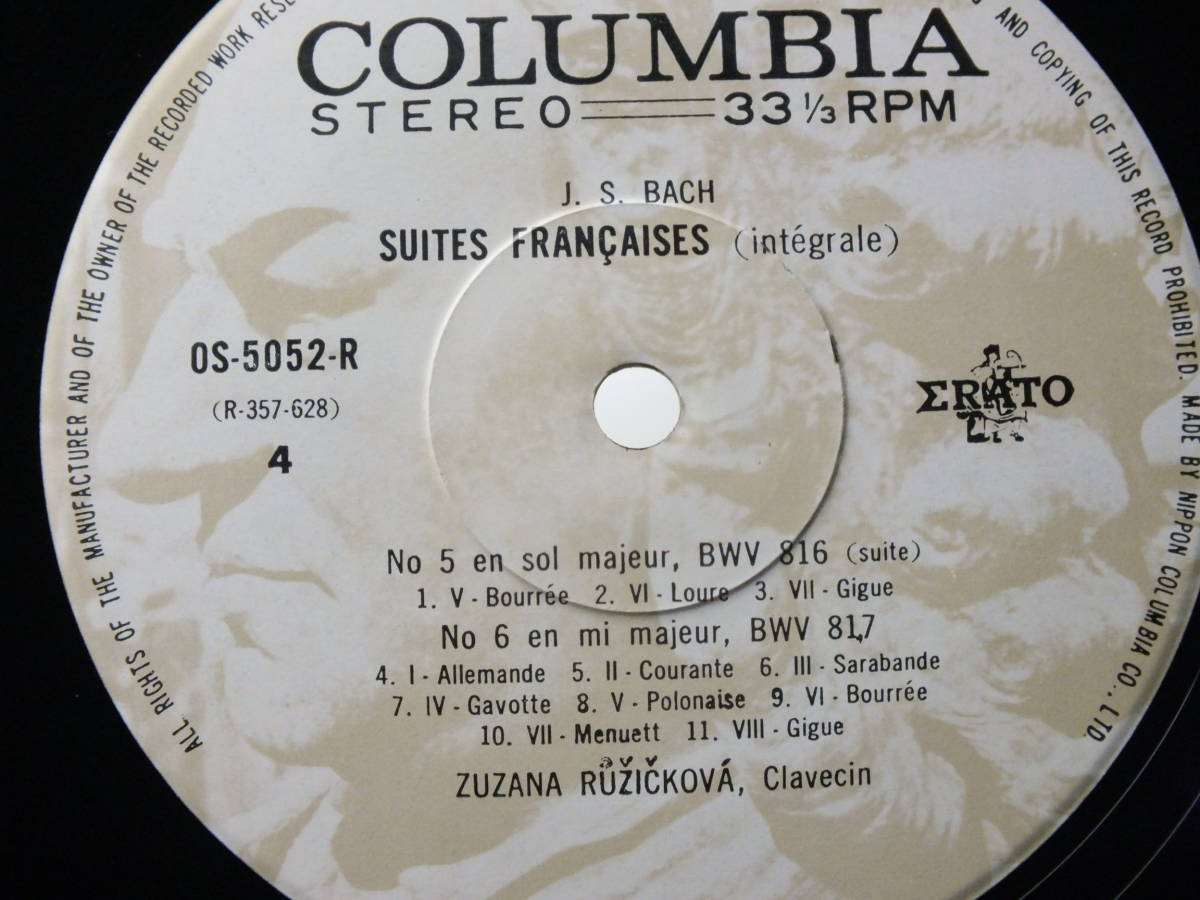 COLUMBIA
STEREO 33 ⅓ RPM
J. S. BACH
SUITES FRANÇAISES (intégrale)
OS-5052-R
(R-357-628)
4
ΣRATO
No 5 en sol majeur, BWV 816 (suite)
1. V - Bourrée 2. VI - Loure 3. VII - Gigue
No 6 en mi majeur, BWV 817
4. I - Allemande 5. II - Courante 6. III - Sarabande
7. IV - Gavotte 8. V - Polonaise 9. VI - Bourrée
10. VII - Menuett 11. VIII - Gigue
ZUZANA RŮŽIČKOVÁ, Clavecin
ALL RIGHTS OF THE MANUFACTURER AND OF THE OWNER OF THE RECORDED WORK RESE
AND COPYING OF THIS RECORD PROHIBITED. MADE BY NIPPON COLUMBIA CO., LTD.